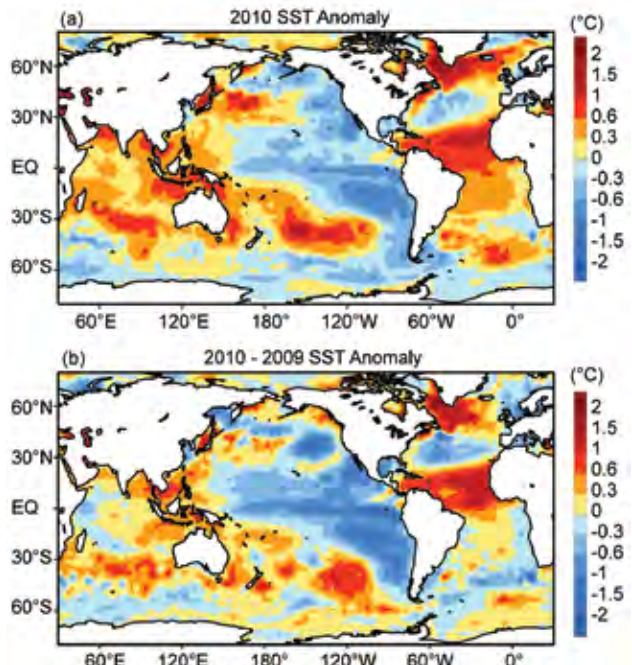 (a) 2010 SST Anomaly (°C)
60°N
30°N
EQ
30°S
60°S
2
1.5
1
0.6
0.3
0
-0.3
-0.6
-1
-1.5
-2
60°E 120°E 180° 120°W 60°W 0°
(b) 2010 - 2009 SST Anomaly (°C)
60°N
30°N
EQ
30°S
60°S
2
1.5
1
0.6
0.3
0
-0.3
-0.6
-1
-1.5
-2
60°E 120°E 180° 120°W 60°W 0°